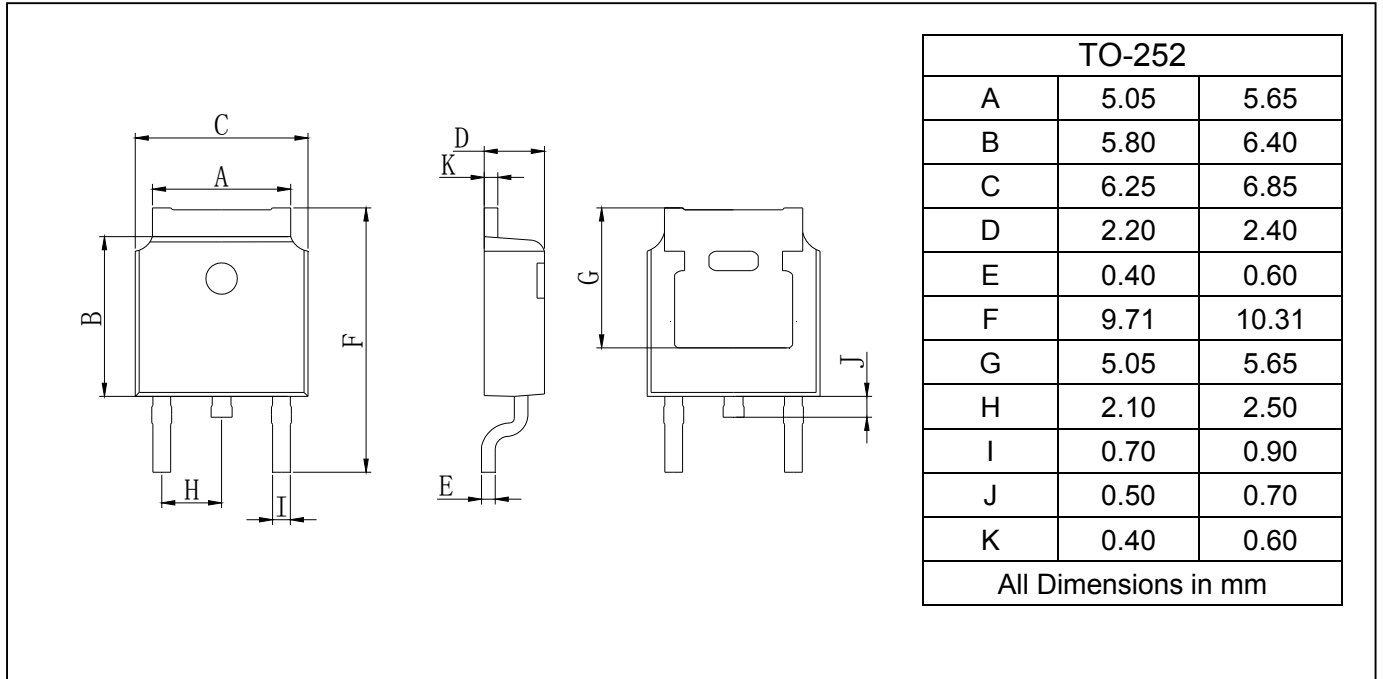 C
A
B
F
H
I
D
K
E
G
J
TO-252
A 5.05 5.65
B 5.80 6.40
C 6.25 6.85
D 2.20 2.40
E 0.40 0.60
F 9.71 10.31
G 5.05 5.65
H 2.10 2.50
I 0.70 0.90
J 0.50 0.70
K 0.40 0.60
All Dimensions in mm